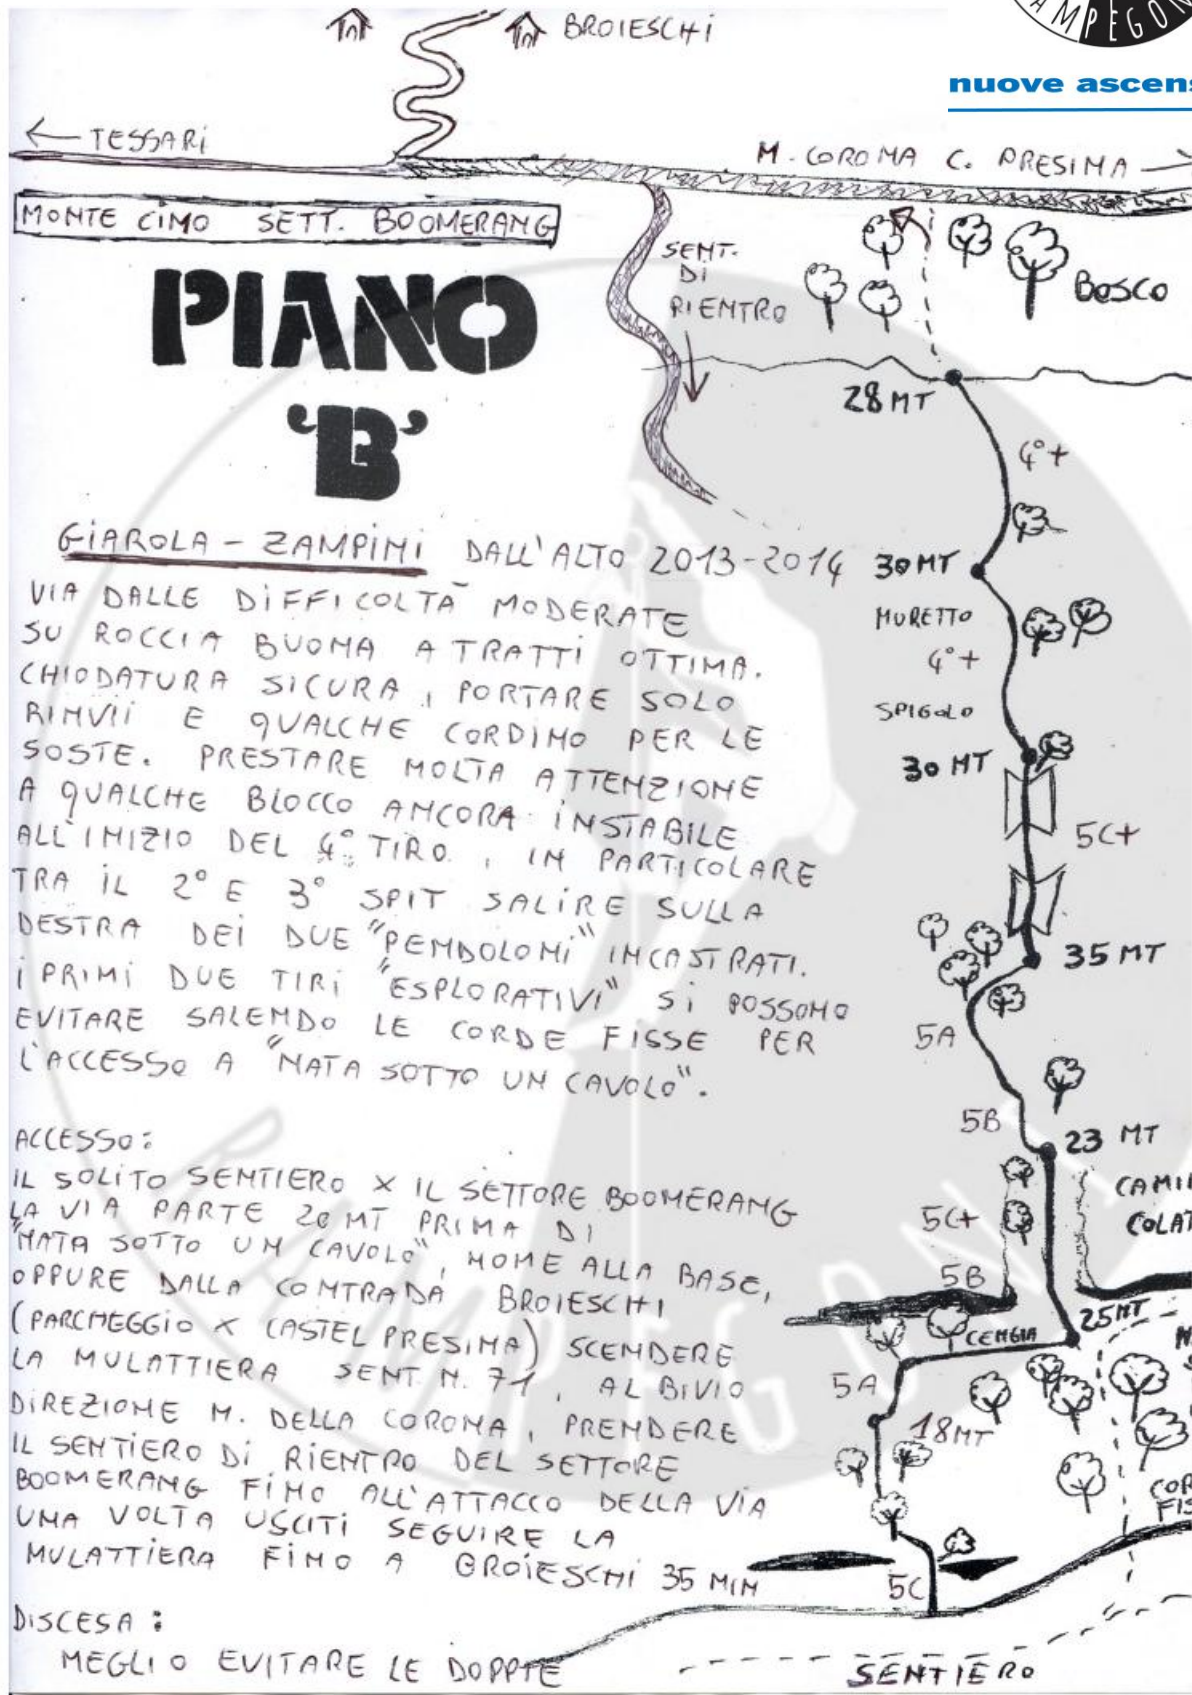 BROIESCHI
AMPEGON
nuove ascens
← TESSARI
M. CORONA C. PRESINA →
MONTE CIMO SETT. BOOMERANG
SENT.
DI
RIENTRO
BOSCO
PIANO
'B'
28 MT
4°+
GIAROLA - ZAMPINI DALL'ALTO 2013-2014
30 MT
VIA DALLE DIFFICOLTÀ MODERATE
SU ROCCIA BUONA A TRATTI OTTIMA.
CHIODATURA SICURA, PORTARE SOLO
RINVII E QUALCHE CORDINO PER LE
SOSTE. PRESTARE MOLTA ATTENZIONE
A QUALCHE BLOCCO ANCORA INSTABILE
ALL'INIZIO DEL 4° TIRO, IN PARTICOLARE
TRA IL 2° E 3° SPIT SALIRE SULLA
DESTRA DEI DUE "PENDOLONI" INCASTRATI.
I PRIMI DUE TIRI "ESPLORATIVI" SI POSSONO
EVITARE SALENDO LE CORDE FISSE PER
L'ACCESSO A "NATA SOTTO UN CAVOLO".
MURETTO
4°+
SPIGOLO
30 MT
5C+
35 MT
5A
5B
23 MT
ACCESSO:
IL SOLITO SENTIERO X IL SETTORE BOOMERANG
LA VIA PARTE 20 MT PRIMA DI
"NATA SOTTO UN CAVOLO", NOME ALLA BASE,
OPPURE DALLA CONTRADA BROIESCHI
(PARCHEGGIO X CASTEL PRESINA) SCENDERE
LA MULATTIERA SENT. N. 71, AL BIVIO
DIREZIONE M. DELLA CORONA, PRENDERE
IL SENTIERO DI RIENTRO DEL SETTORE
BOOMERANG FINO ALL'ATTACCO DELLA VIA
UNA VOLTA USCITI SEGUIRE LA
MULATTIERA FINO A BROIESCHI 35 MIN
CAMI
COLAT
5C+
5B
25 MT
CENGIA
5A
18 MT
COR
FIS
5C
DISCESA:
MEGLIO EVITARE LE DOPPIE
SENTIERO
RAMPEGONI